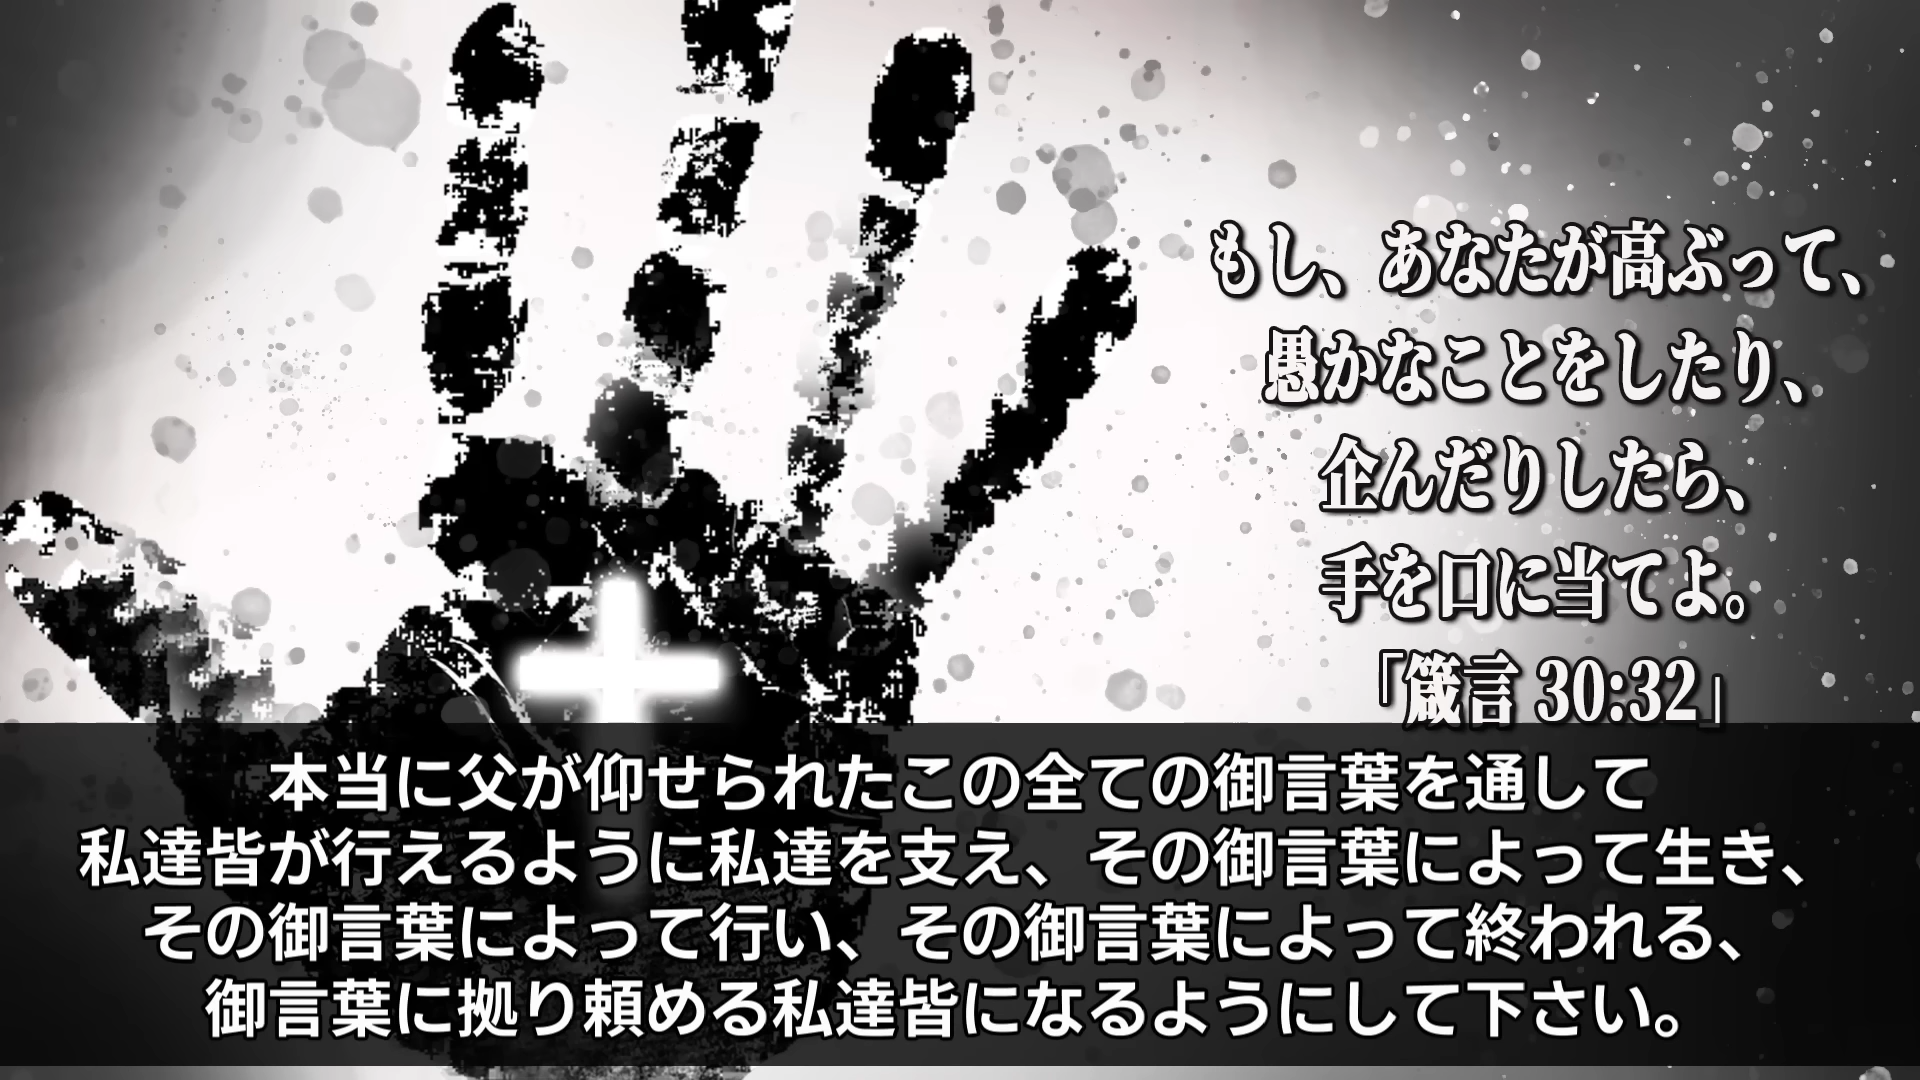 もし、あなたが高ぶって、
愚かなことをしたり、
企んだりしたら、
手を口に当てよ。
「箴言 30:32」
本当に父が仰せられたこの全ての御言葉を通して
私達皆が行えるように私達を支え、その御言葉によって生き、
その御言葉によって行い、その御言葉によって終われる、
御言葉に拠り頼める私達皆になるようにして下さい。